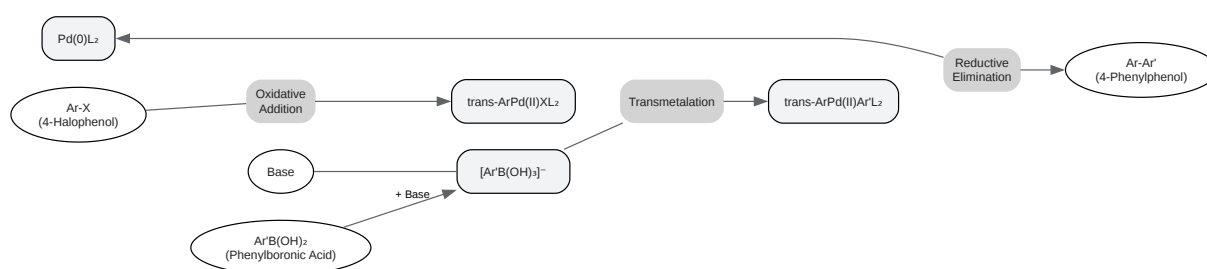 Pd(0)L₂
Ar-X
(4-Halophenol)
Oxidative
Addition
trans-ArPd(II)XL₂
Transmetalation
trans-ArPd(II)Ar'L₂
Reductive
Elimination
Ar-Ar'
(4-Phenylphenol)
Base
[Ar'B(OH)₃]⁻
+ Base
Ar'B(OH)₂
(Phenylboronic Acid)